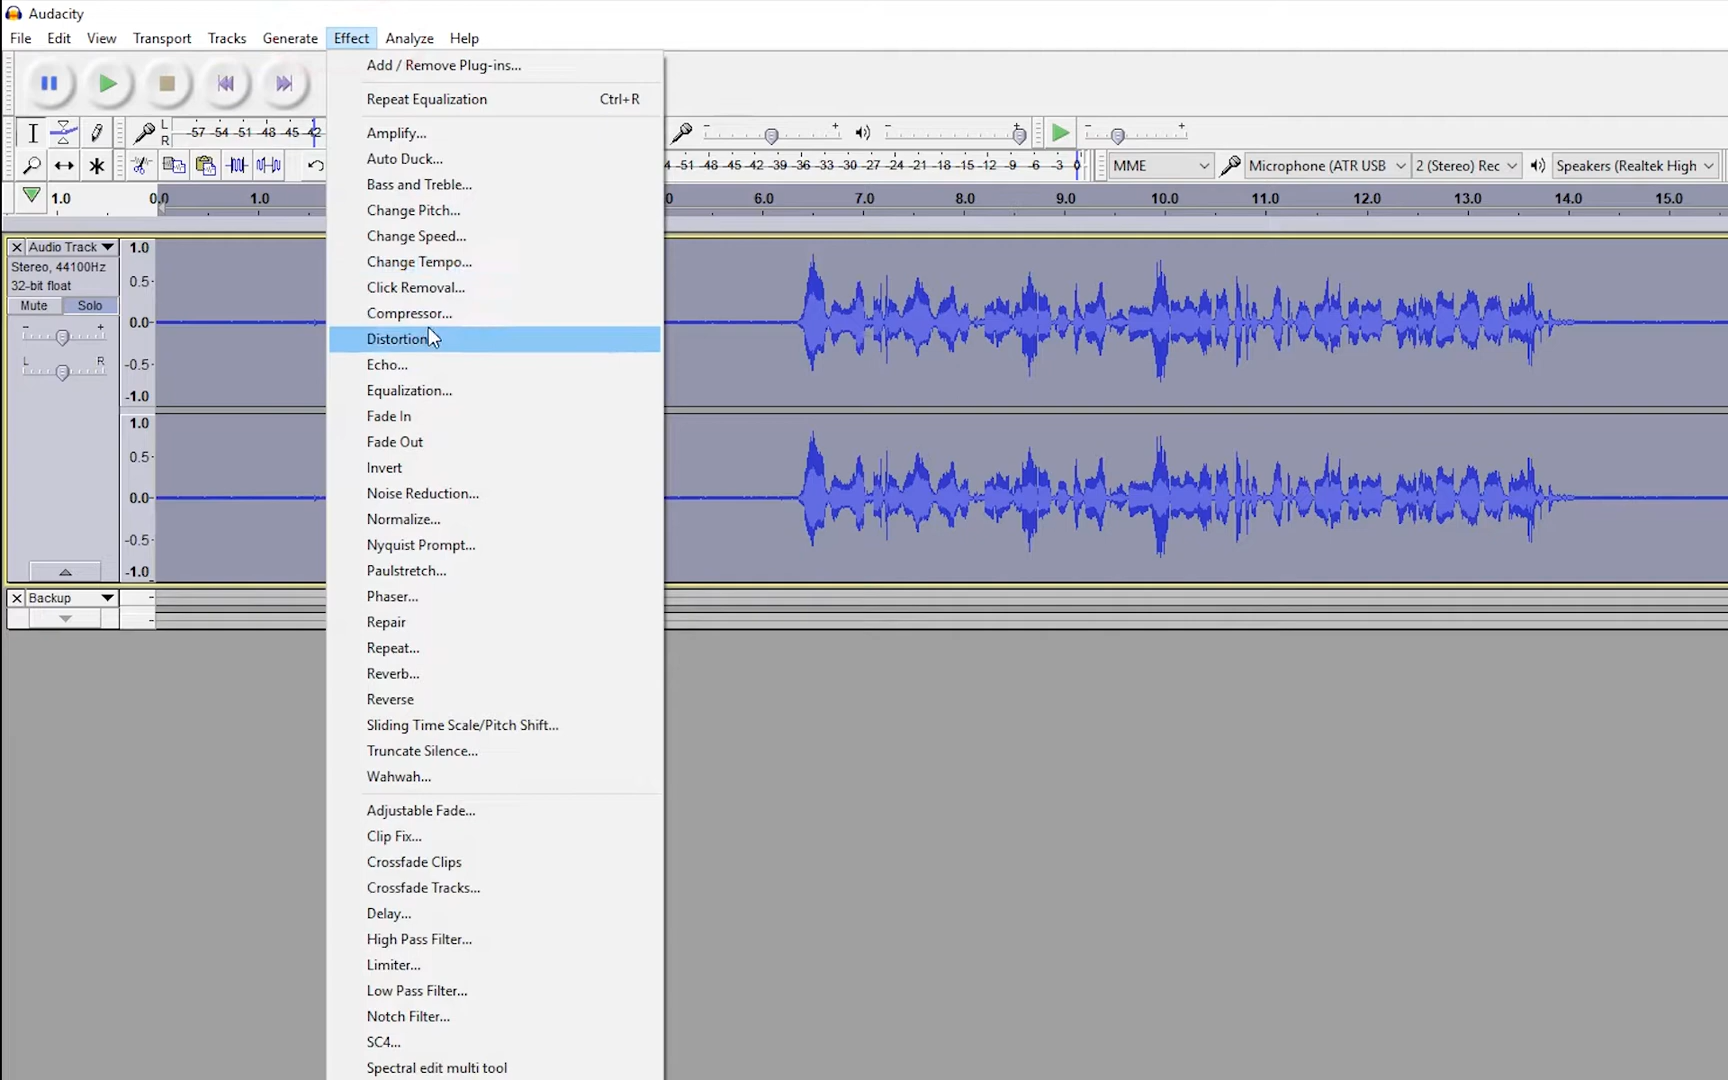 Audacity
File Edit View Transport Tracks Generate Effect Analyze Help
Add / Remove Plug-ins...
Repeat Equalization Ctrl+R
Amplify...
Auto Duck...
Bass and Treble...
Change Pitch...
Change Speed...
Change Tempo...
Click Removal...
Compressor...
Distortion
Echo...
Equalization...
Fade In
Fade Out
Invert
Noise Reduction...
Normalize...
Nyquist Prompt...
Paulstretch...
Phaser...
Repair
Repeat...
Reverb...
Reverse
Sliding Time Scale/Pitch Shift...
Truncate Silence...
Wahwah...
Adjustable Fade...
Clip Fix...
Crossfade Clips
Crossfade Tracks...
Delay...
High Pass Filter...
Limiter...
Low Pass Filter...
Notch Filter...
SC4...
Spectral edit multi tool
L
R
-57 -54 -51 -48 -45 -42
- + - + - +
4 -51 -48 -45 -42 -39 -36 -33 -30 -27 -24 -21 -18 -15 -12 -9 -6 -3 0
MME Microphone (ATR USB 2 (Stereo) Rec Speakers (Realtek High
1.0 0.0 1.0 0 6.0 7.0 8.0 9.0 10.0 11.0 12.0 13.0 14.0 15.0
X Audio Track
Stereo, 44100Hz
32-bit float
Mute Solo
- +
L R
1.0
0.5
0.0
-0.5
-1.0
1.0
0.5
0.0
-0.5
-1.0
X Backup